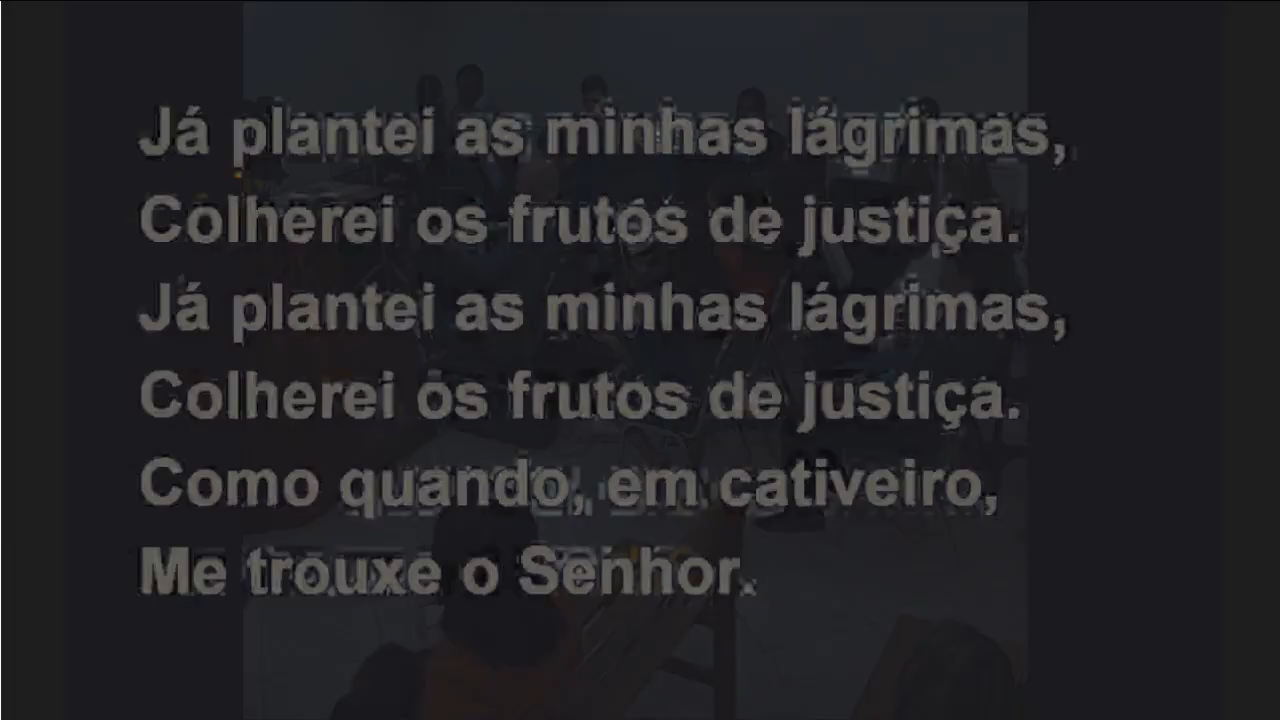 Já plantei as minhas lágrimas,
Colherei os frutos de justiça.
Já plantei as minhas lágrimas,
Colherei os frutos de justiça.
Como quando, em cativeiro,
Me trouxe o Senhor.